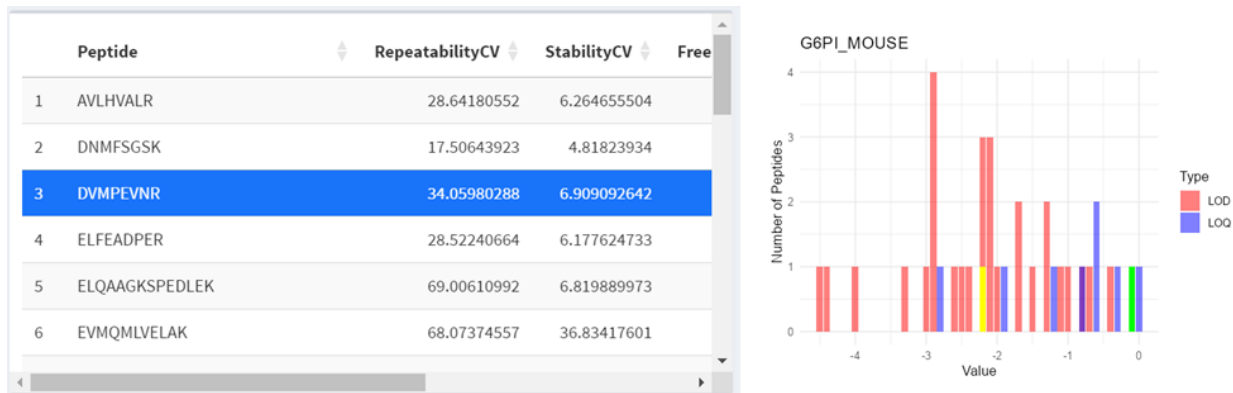 Peptide RepeatabilityCV StabilityCV Free
1 AVLHVALR 28.64180552 6.264655504
2 DNMFSGSK 17.50643923 4.81823934
3 DVMPEVNR 34.05980288 6.909092642
4 ELFEADPER 28.52240664 6.177624733
5 ELQAAGKSPEDLEK 69.00610992 6.819889973
6 EVMQMLVELAK 68.07374557 36.83417601
G6PI_MOUSE
4
3
2
1
0
Number of Peptides
-4 -3 -2 -1 0
Value
Type
LOD
LOQ